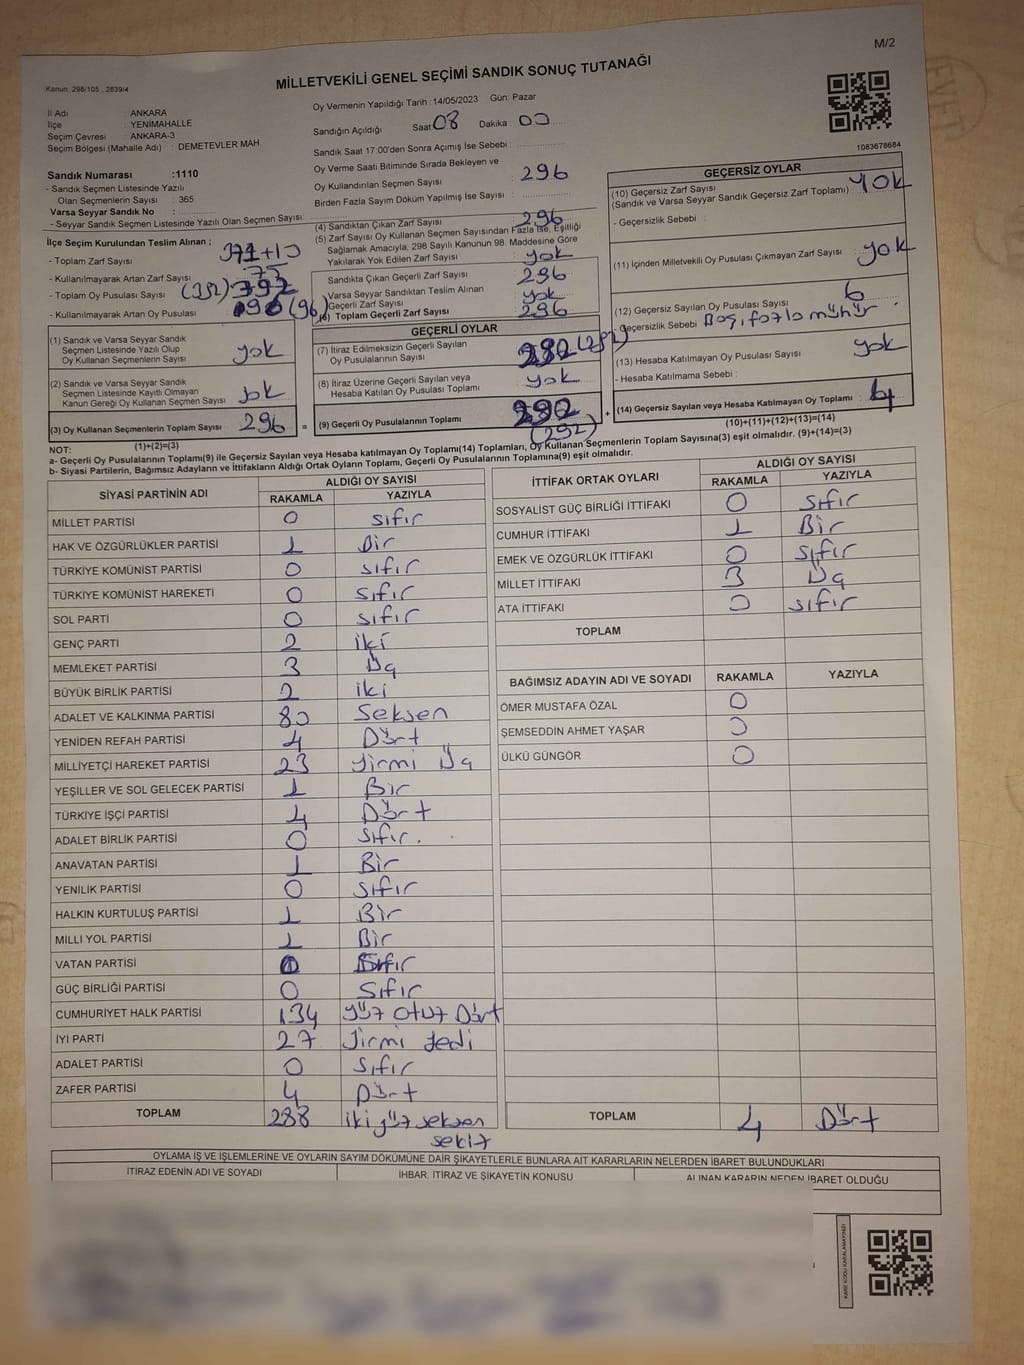 M/2
Kanun: 298/105, 2839/4
MİLLETVEKİLİ GENEL SEÇİMİ SANDIK SONUÇ TUTANAĞI
İl Adı : ANKARA
İlçe : YENİMAHALLE
Seçim Çevresi : ANKARA-3
Seçim Bölgesi (Mahalle Adı) : DEMETEVLER MAH.
Sandık Numarası :1110
- Sandık Seçmen Listesinde Yazılı
Olan Seçmenlerin Sayısı : 365
Varsa Seyyar Sandık No :
- Seyyar Sandık Seçmen Listesinde Yazılı Olan Seçmen Sayısı:
Oy Vermenin Yapıldığı Tarih : 14/05/2023 Gün: Pazar
Sandığın Açıldığı Saat 08 Dakika : 00
Sandık Saat 17:00'den Sonra Açımış İse Sebebi :
Oy Verme Saati Bitiminde Sırada Bekleyen ve
Oy Kullandırılan Seçmen Sayısı : 296
Birden Fazla Sayım Döküm Yapılmış İse Sayısı :
1083678684
İlçe Seçim Kurulundan Teslim Alınan ;
- Toplam Zarf Sayısı : 371+10
- Kullanılmayarak Artan Zarf Sayısı : 77
- Toplam Oy Pusulası Sayısı (392)
- Kullanılmayarak Artan Oy Pusulası (96)
(4) Sandıktan Çıkan Zarf Sayısı : 296
(5) Zarf Sayısı Oy Kullanan Seçmen Sayısından Fazla İse, Eşitliği
Sağlamak Amacıyla, 298 Sayılı Kanunun 98. Maddesine Göre
Yakılarak Yok Edilen Zarf Sayısı : yok
Sandıkta Çıkan Geçerli Zarf Sayısı : 296
Varsa Seyyar Sandıktan Teslim Alınan
Geçerli Zarf Sayısı : yok
(6) Toplam Geçerli Zarf Sayısı : 296
GEÇERSİZ OYLAR
(10) Geçersiz Zarf Sayısı
(Sandık ve Varsa Seyyar Sandık Geçersiz Zarf Toplamı) : yok
- Geçersizlik Sebebi :
(11) İçinden Milletvekili Oy Pusulası Çıkmayan Zarf Sayısı : yok
(12) Geçersiz Sayılan Oy Pusulası Sayısı :
- Geçersizlik Sebebi Boş, fazla mühür
(13) Hesaba Katılmayan Oy Pusulası Sayısı : yok
- Hesaba Katılmama Sebebi :
(14) Geçersiz Sayılan veya Hesaba Katılmayan Oy Toplamı : 4
(10)+(11)+(12)+(13)=(14)
(1) Sandık ve Varsa Seyyar Sandık
Seçmen Listesinde Yazılı Olup
Oy Kullanan Seçmenlerin Sayısı : yok
(2) Sandık ve Varsa Seyyar Sandık
Seçmen Listesinde Kayıtlı Olmayan
Kanun Gereği Oy Kullanan Seçmen Sayısı : yok
(3) Oy Kullanan Seçmenlerin Toplam Sayısı : 296
(1)+(2)=(3)
GEÇERLİ OYLAR
(7) İtiraz Edilmeksizin Geçerli Sayılan
Oy Pusulalarının Sayısı : (292)
(8) İtiraz Üzerine Geçerli Sayılan veya
Hesaba Katılan Oy Pusulası Toplamı : yok
(9) Geçerli Oy Pusulalarının Toplamı : 292
(292)
NOT:
a- Geçerli Oy Pusulalarının Toplamı(9) ile Geçersiz Sayılan veya Hesaba katılmayan Oy Toplamı(14) Toplamları, Oy Kullanan Seçmenlerin Toplam Sayısına(3) eşit olmalıdır. (9)+(14)=(3)
b- Siyasi Partilerin, Bağımsız Adayların ve İttifakların Aldığı Ortak Oyların Toplamı, Geçerli Oy Pusulalarının Toplamına(9) eşit olmalıdır.
SİYASİ PARTİNİN ADI ALDIĞI OY SAYISI
RAKAMLA YAZIYLA
MİLLET PARTİSİ 0 sıfır
HAK VE ÖZGÜRLÜKLER PARTİSİ 1 Bir
TÜRKİYE KOMÜNİST PARTİSİ 0 sıfır
TÜRKİYE KOMÜNİST HAREKETİ 0 sıfır
SOL PARTİ 0 sıfır
GENÇ PARTİ 2 iki
MEMLEKET PARTİSİ 3 Üç
BÜYÜK BİRLİK PARTİSİ 2 iki
ADALET VE KALKINMA PARTİSİ 80 Seksen
YENİDEN REFAH PARTİSİ 4 Dört
MİLLİYETÇİ HAREKET PARTİSİ 23 yirmi Üç
YEŞİLLER VE SOL GELECEK PARTİSİ 1 Bir
TÜRKİYE İŞÇİ PARTİSİ 4 Dört
ADALET BİRLİK PARTİSİ 0 sıfır.
ANAVATAN PARTİSİ 1 Bir
YENİLİK PARTİSİ 0 sıfır
HALKIN KURTULUŞ PARTİSİ 1 Bir
MİLLİ YOL PARTİSİ 1 Bir
VATAN PARTİSİ 0 Sıfır
GÜÇ BİRLİĞİ PARTİSİ 0 sıfır
CUMHURİYET HALK PARTİSİ 134 yüz otuz Dört
İYİ PARTİ 27 yirmi yedi
ADALET PARTİSİ 0 sıfır
ZAFER PARTİSİ 4 Dört
TOPLAM 288 iki yüz seksen
sekiz
İTTİFAK ORTAK OYLARI ALDIĞI OY SAYISI
RAKAMLA YAZIYLA
SOSYALİST GÜÇ BİRLİĞİ İTTİFAKI 0 sıfır
CUMHUR İTTİFAKI 1 Bir
EMEK VE ÖZGÜRLÜK İTTİFAKI 0 sıfır
MİLLET İTTİFAKI 3 Üç
ATA İTTİFAKI 0 sıfır
TOPLAM
BAĞIMSIZ ADAYIN ADI VE SOYADI RAKAMLA YAZIYLA
ÖMER MUSTAFA ÖZAL 0
ŞEMSEDDİN AHMET YAŞAR 0
ÜLKÜ GÜNGÖR 0
TOPLAM 4 Dört
OYLAMA İŞ VE İŞLEMLERİNE VE OYLARIN SAYIM DÖKÜMÜNE DAİR ŞİKAYETLERLE BUNLARA AİT KARARLARIN NELERDEN İBARET BULUNDUKLARI
İTİRAZ EDENİN ADI VE SOYADI İHBAR, İTİRAZ VE ŞİKAYETİN KONUSU ALINAN KARARIN NEDEN İBARET OLDUĞU
KARE KODU KARALAMAYINIZ!